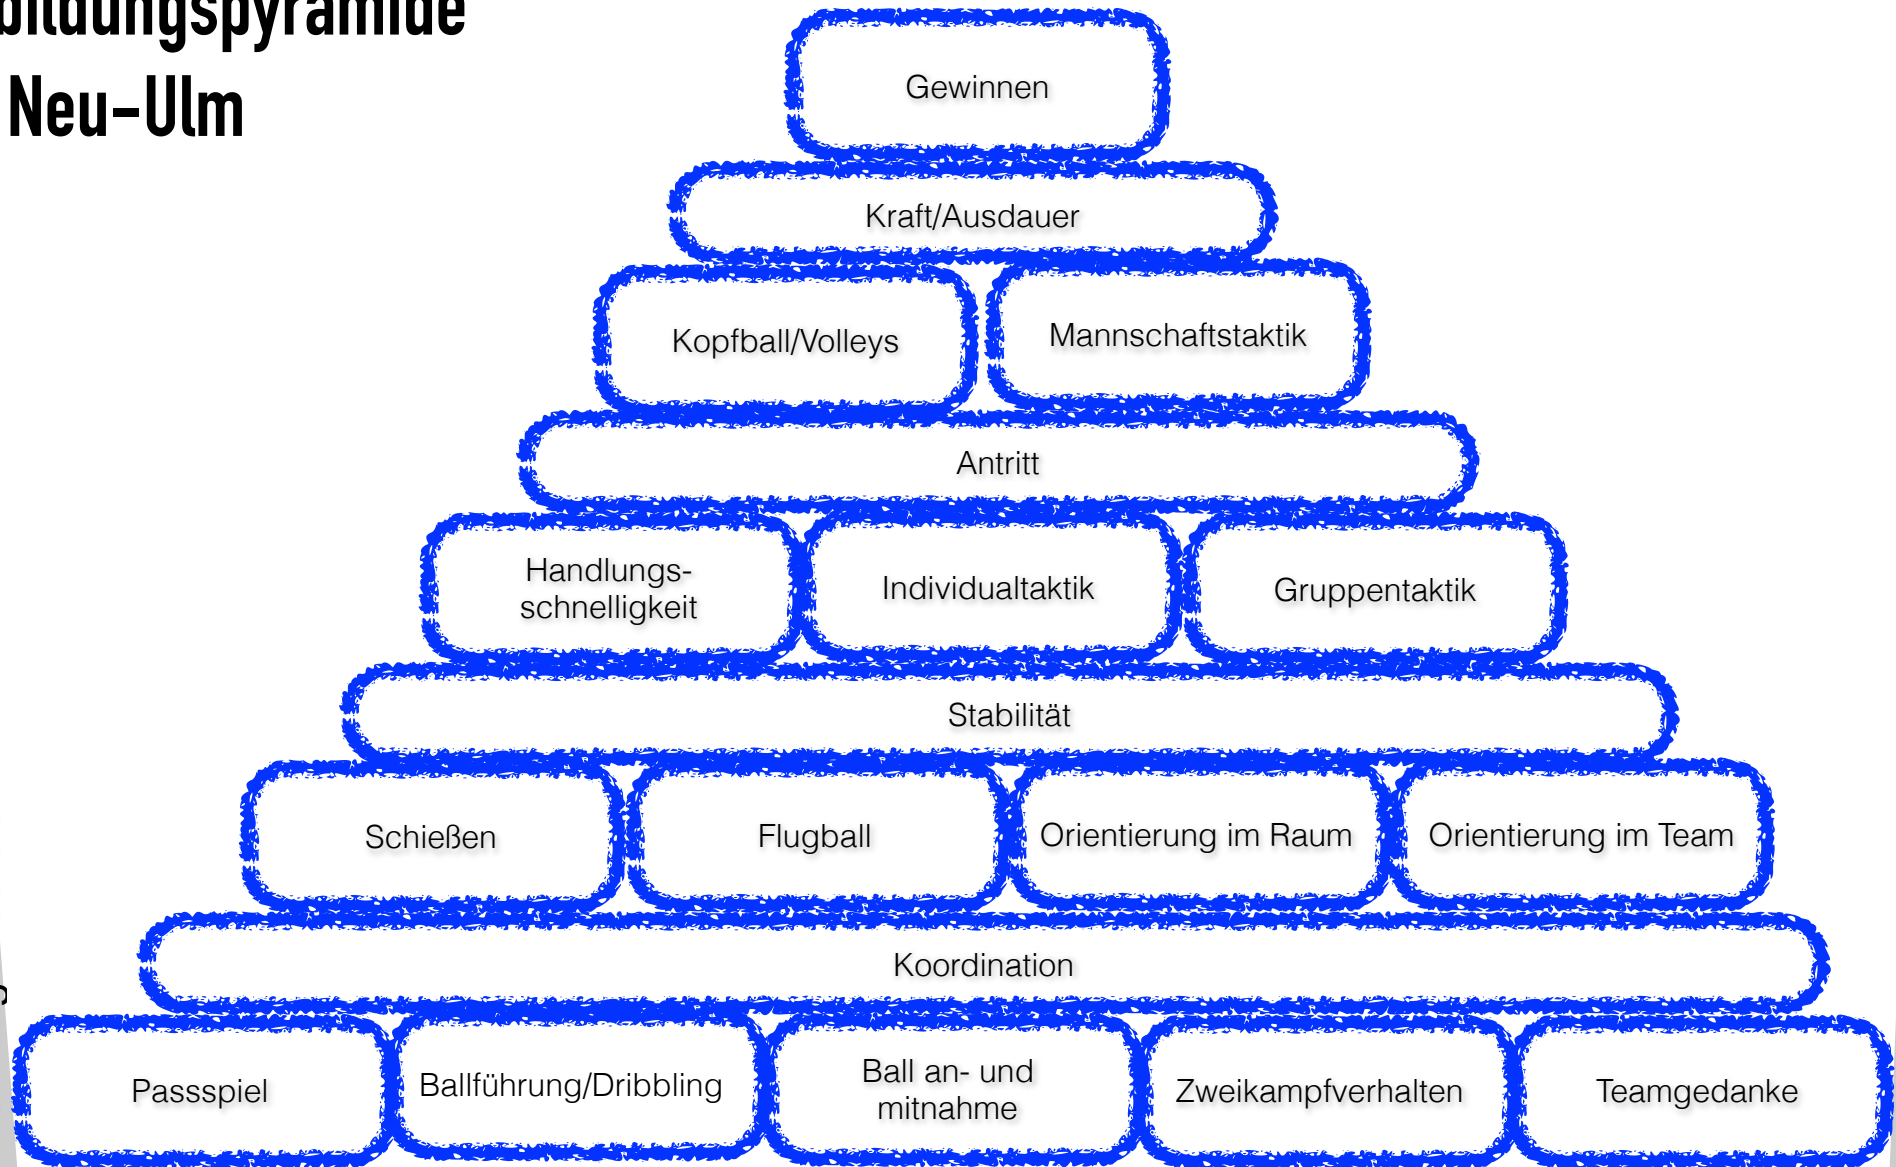 bildungspyramide
Neu-Ulm
Gewinnen
Kraft/Ausdauer
Kopfball/Volleys
Mannschaftstaktik
Antritt
Handlungs-
schnelligkeit
Individualtaktik
Gruppentaktik
Stabilität
Schießen
Flugball
Orientierung im Raum
Orientierung im Team
Koordination
Passspiel
Ballführung/Dribbling
Ball an- und
mitnahme
Zweikampfverhalten
Teamgedanke